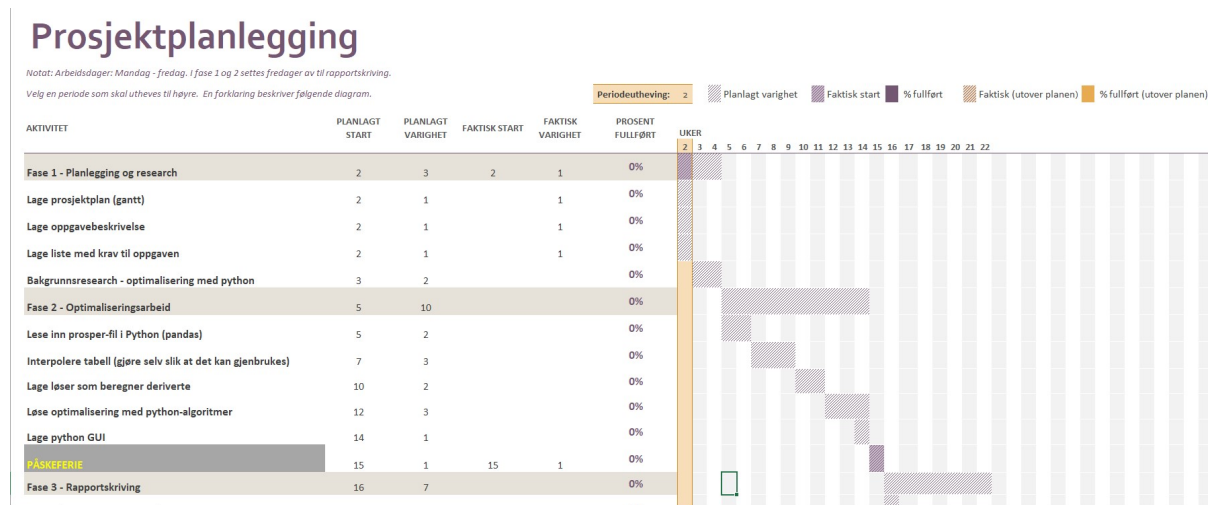 Prosjektplanlegging
Notat: Arbeidsdager: Mandag - fredag. I fase 1 og 2 settes fredager av til rapportskriving.
Velg en periode som skal utheves til høyre. En forklaring beskriver følgende diagram.
Periodeutheving: 2 Planlagt varighet Faktisk start % fullført Faktisk (utover planen) % fullført (utover planen)
AKTIVITET PLANLAGT START PLANLAGT VARIGHET FAKTISK START FAKTISK VARIGHET PROSENT FULLFØRT UKER
2 3 4 5 6 7 8 9 10 11 12 13 14 15 16 17 18 19 20 21 22
Fase 1 - Planlegging og research 2 3 2 1 0%
Lage prosjektplan (gantt) 2 1 1 0%
Lage oppgavebeskrivelse 2 1 1 0%
Lage liste med krav til oppgaven 2 1 1 0%
Bakgrunnsresearch - optimalisering med python 3 2 0%
Fase 2 - Optimaliseringsarbeid 5 10 0%
Lese inn prosper-fil i Python (pandas) 5 2 0%
Interpolere tabell (gjøre selv slik at det kan gjenbrukes) 7 3 0%
Lage løser som beregner deriverte 10 2 0%
Løse optimalisering med python-algoritmer 12 3 0%
Lage python GUI 14 1 0%
PÅSKEFERIE 15 1 15 1 0%
Fase 3 - Rapportskriving 16 7 0%